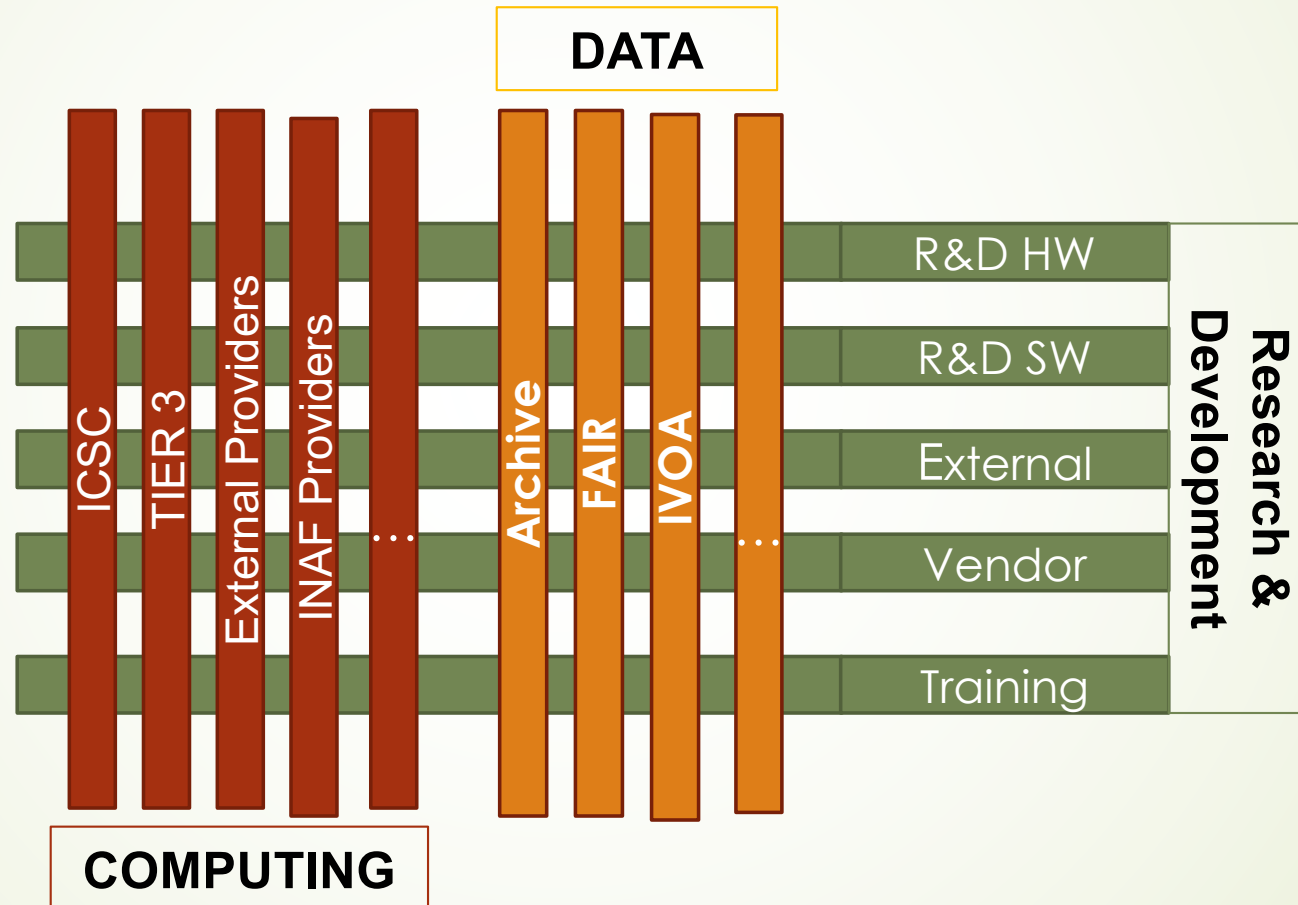 DATA
ICSC
TIER 3
External Providers
INAF Providers
...
Archive
FAIR
IVOA
...
R&D HW
R&D SW
External
Vendor
Training
Research &
Development
COMPUTING